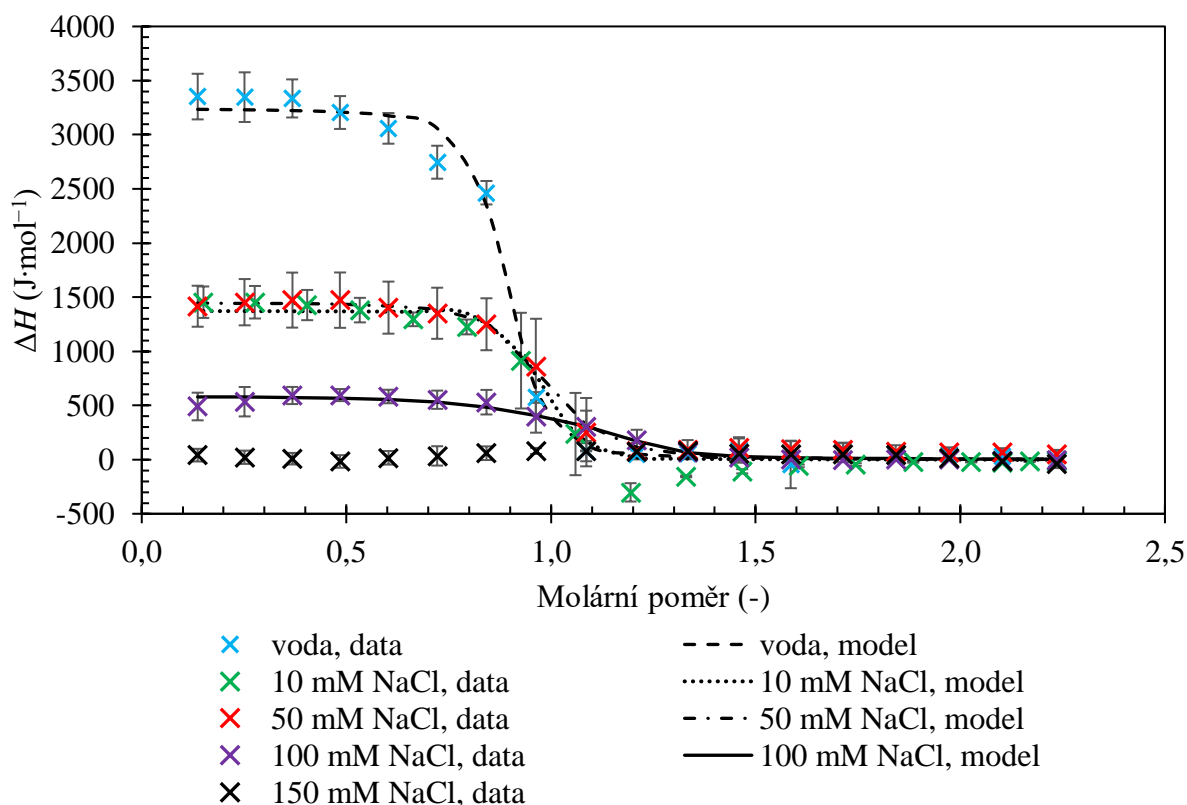 4000
3500
3000
2500
2000
1500
1000
500
0
-500
ΔH (J·mol⁻¹)
0,0 0,5 1,0 1,5 2,0 2,5
Molární poměr (-)
voda, data voda, model
10 mM NaCl, data 10 mM NaCl, model
50 mM NaCl, data 50 mM NaCl, model
100 mM NaCl, data 100 mM NaCl, model
150 mM NaCl, data